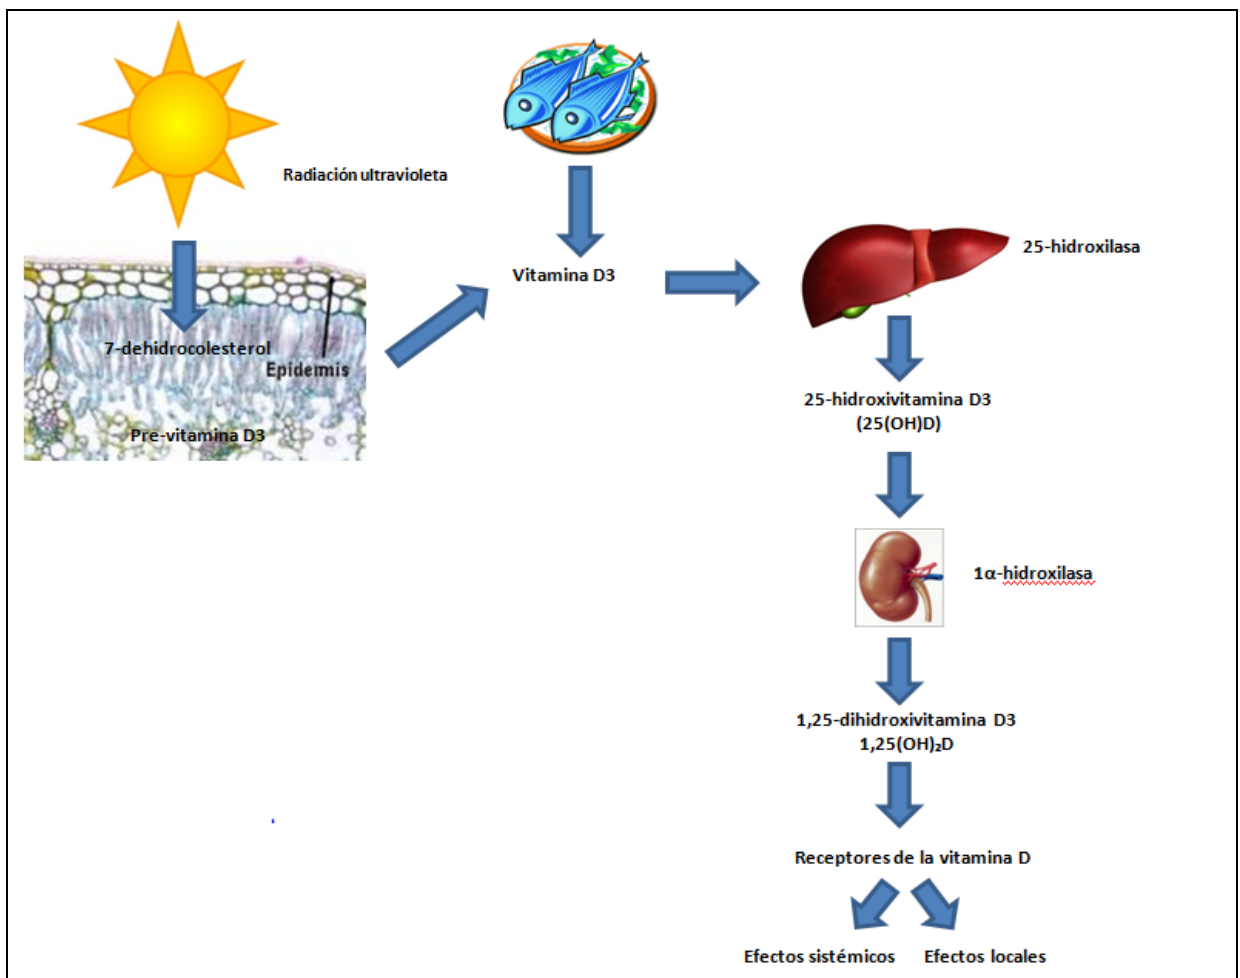 Radiación ultravioleta
7-dehidrocolesterol
Epidermis
Pre-vitamina D3
Vitamina D3
25-hidroxilasa
25-hidroxivitamina D3
(25(OH)D)
1α-hidroxilasa
1,25-dihidroxivitamina D3
1,25(OH)₂D
Receptores de la vitamina D
Efectos sistémicos
Efectos locales